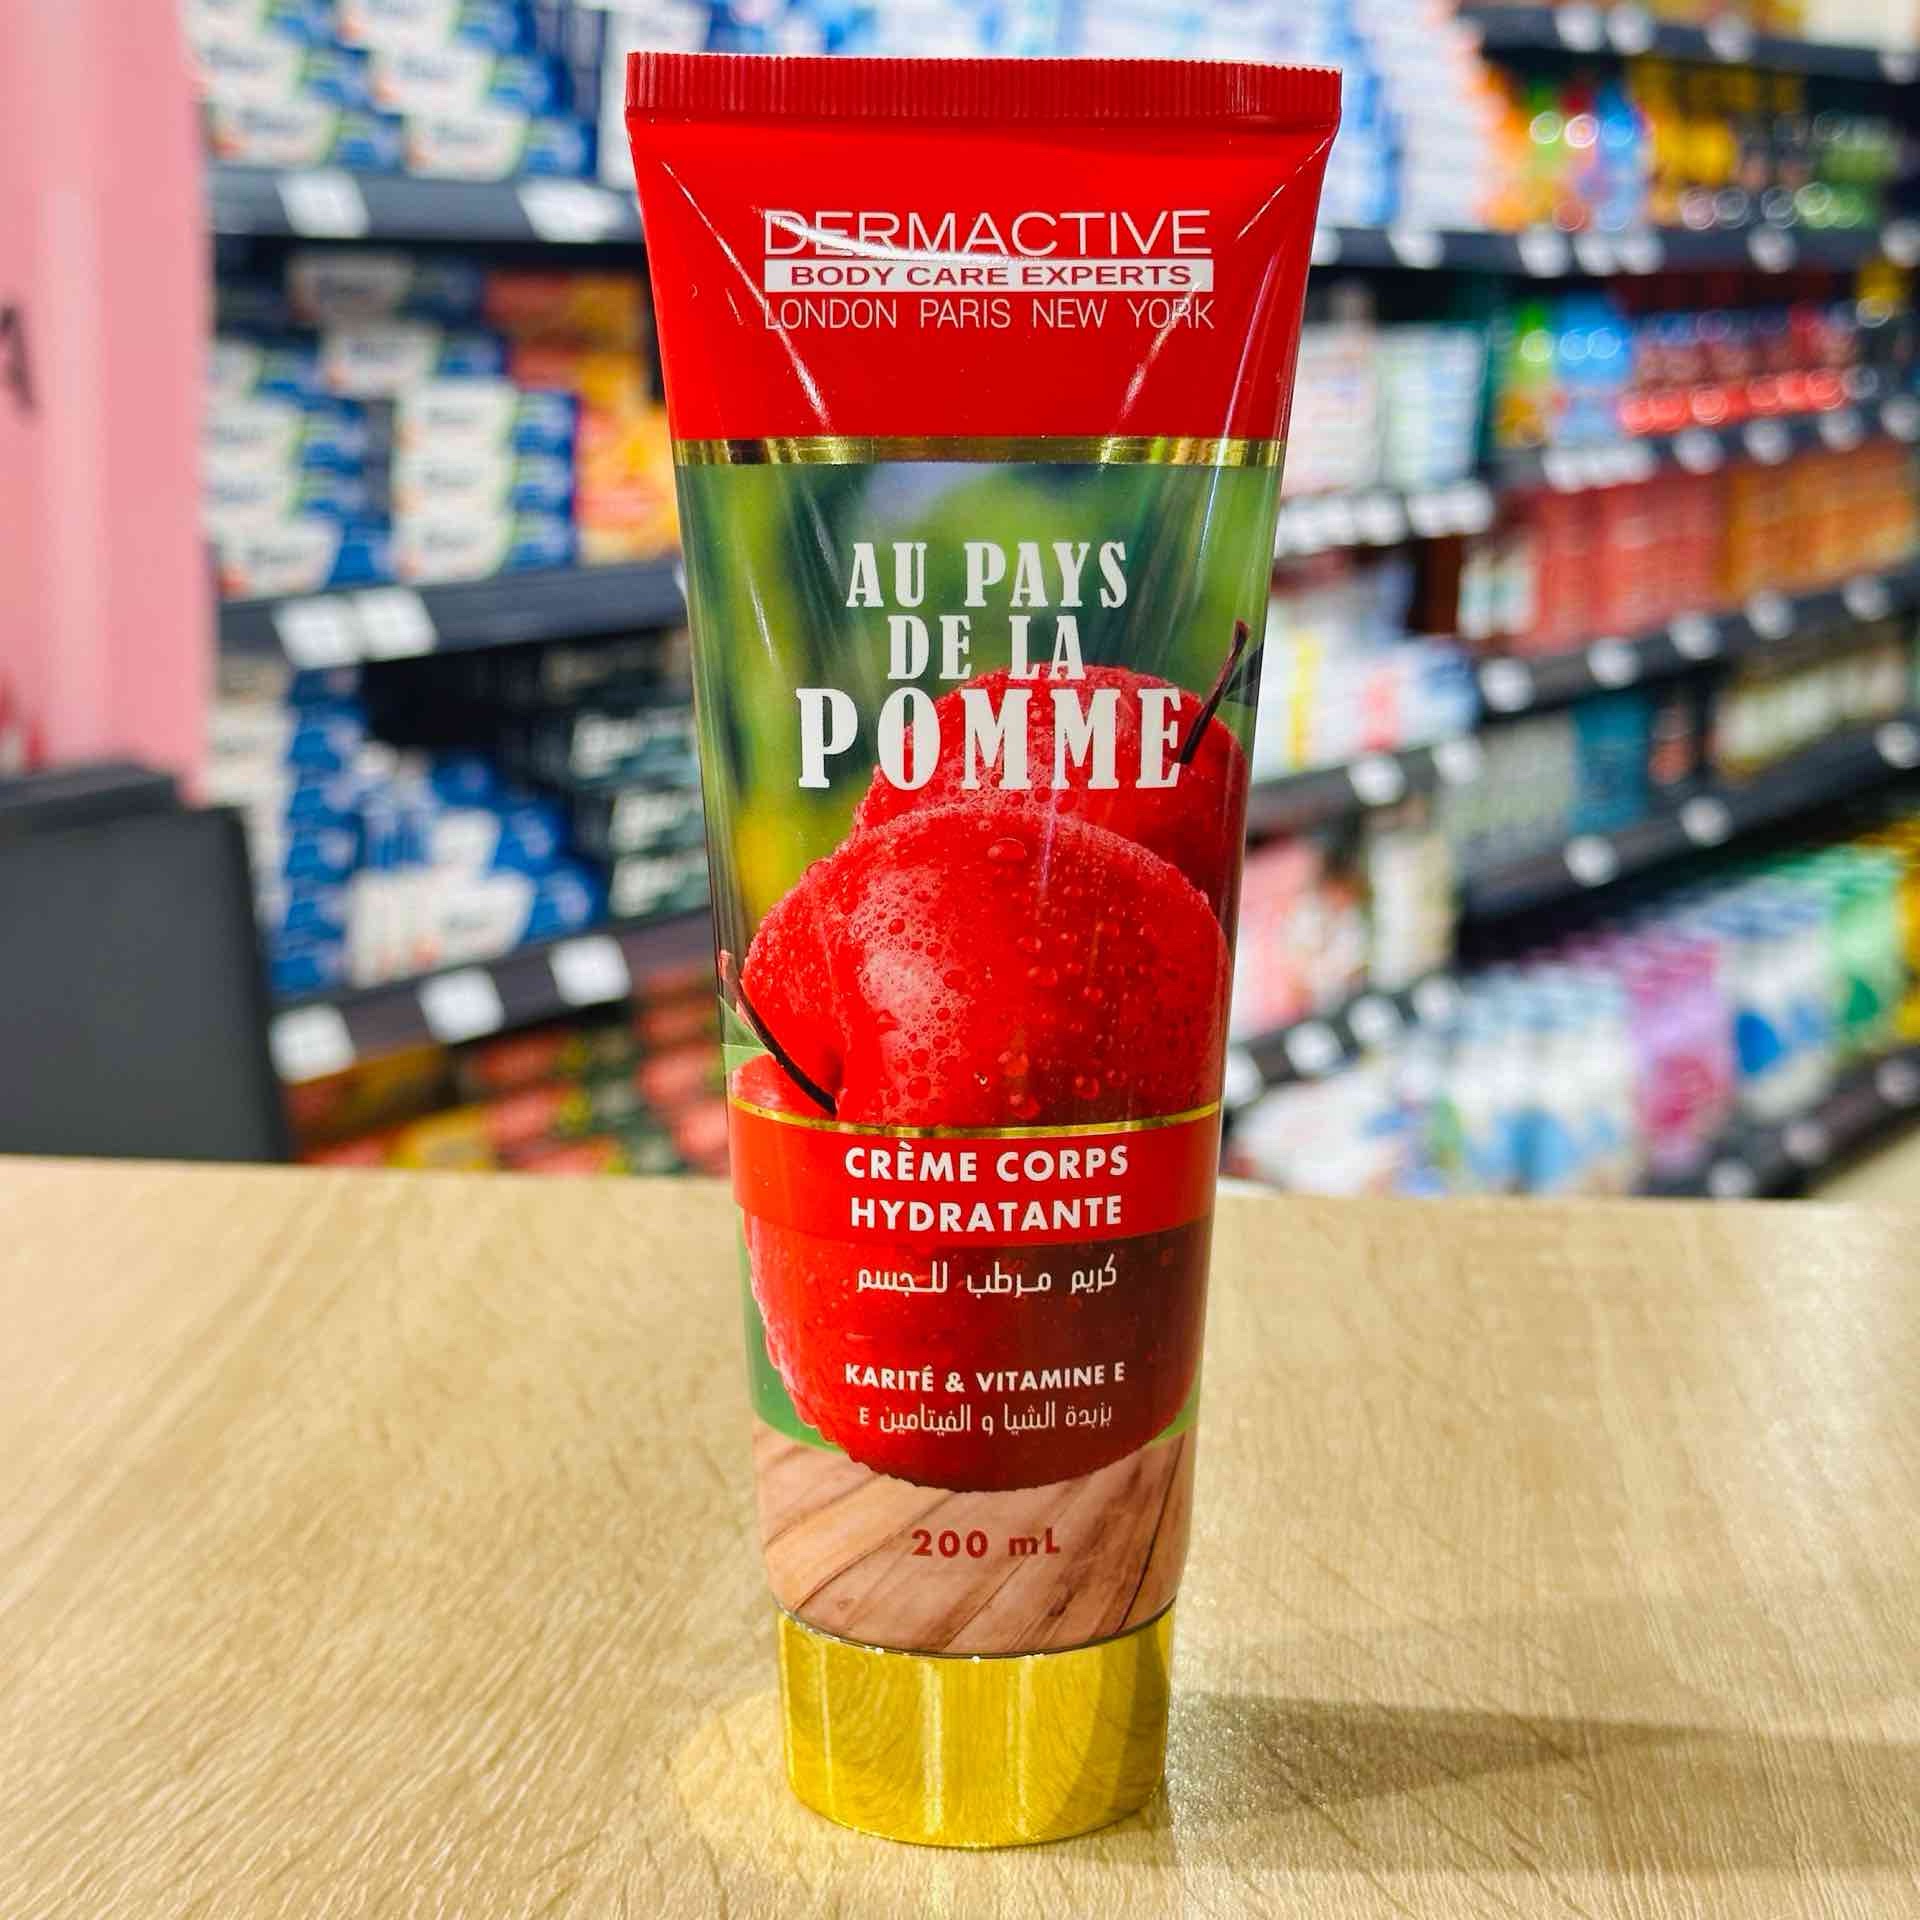 DERMACTIVE
BODY CARE EXPERTS
LONDON PARIS NEW YORK
AU PAYS
DE LA
POMME
CRÈME CORPS
HYDRATANTE
كريم مرطب للجسم
KARITÉ & VITAMINE E
بزبدة الشيا و الفيتامين E
200 mL